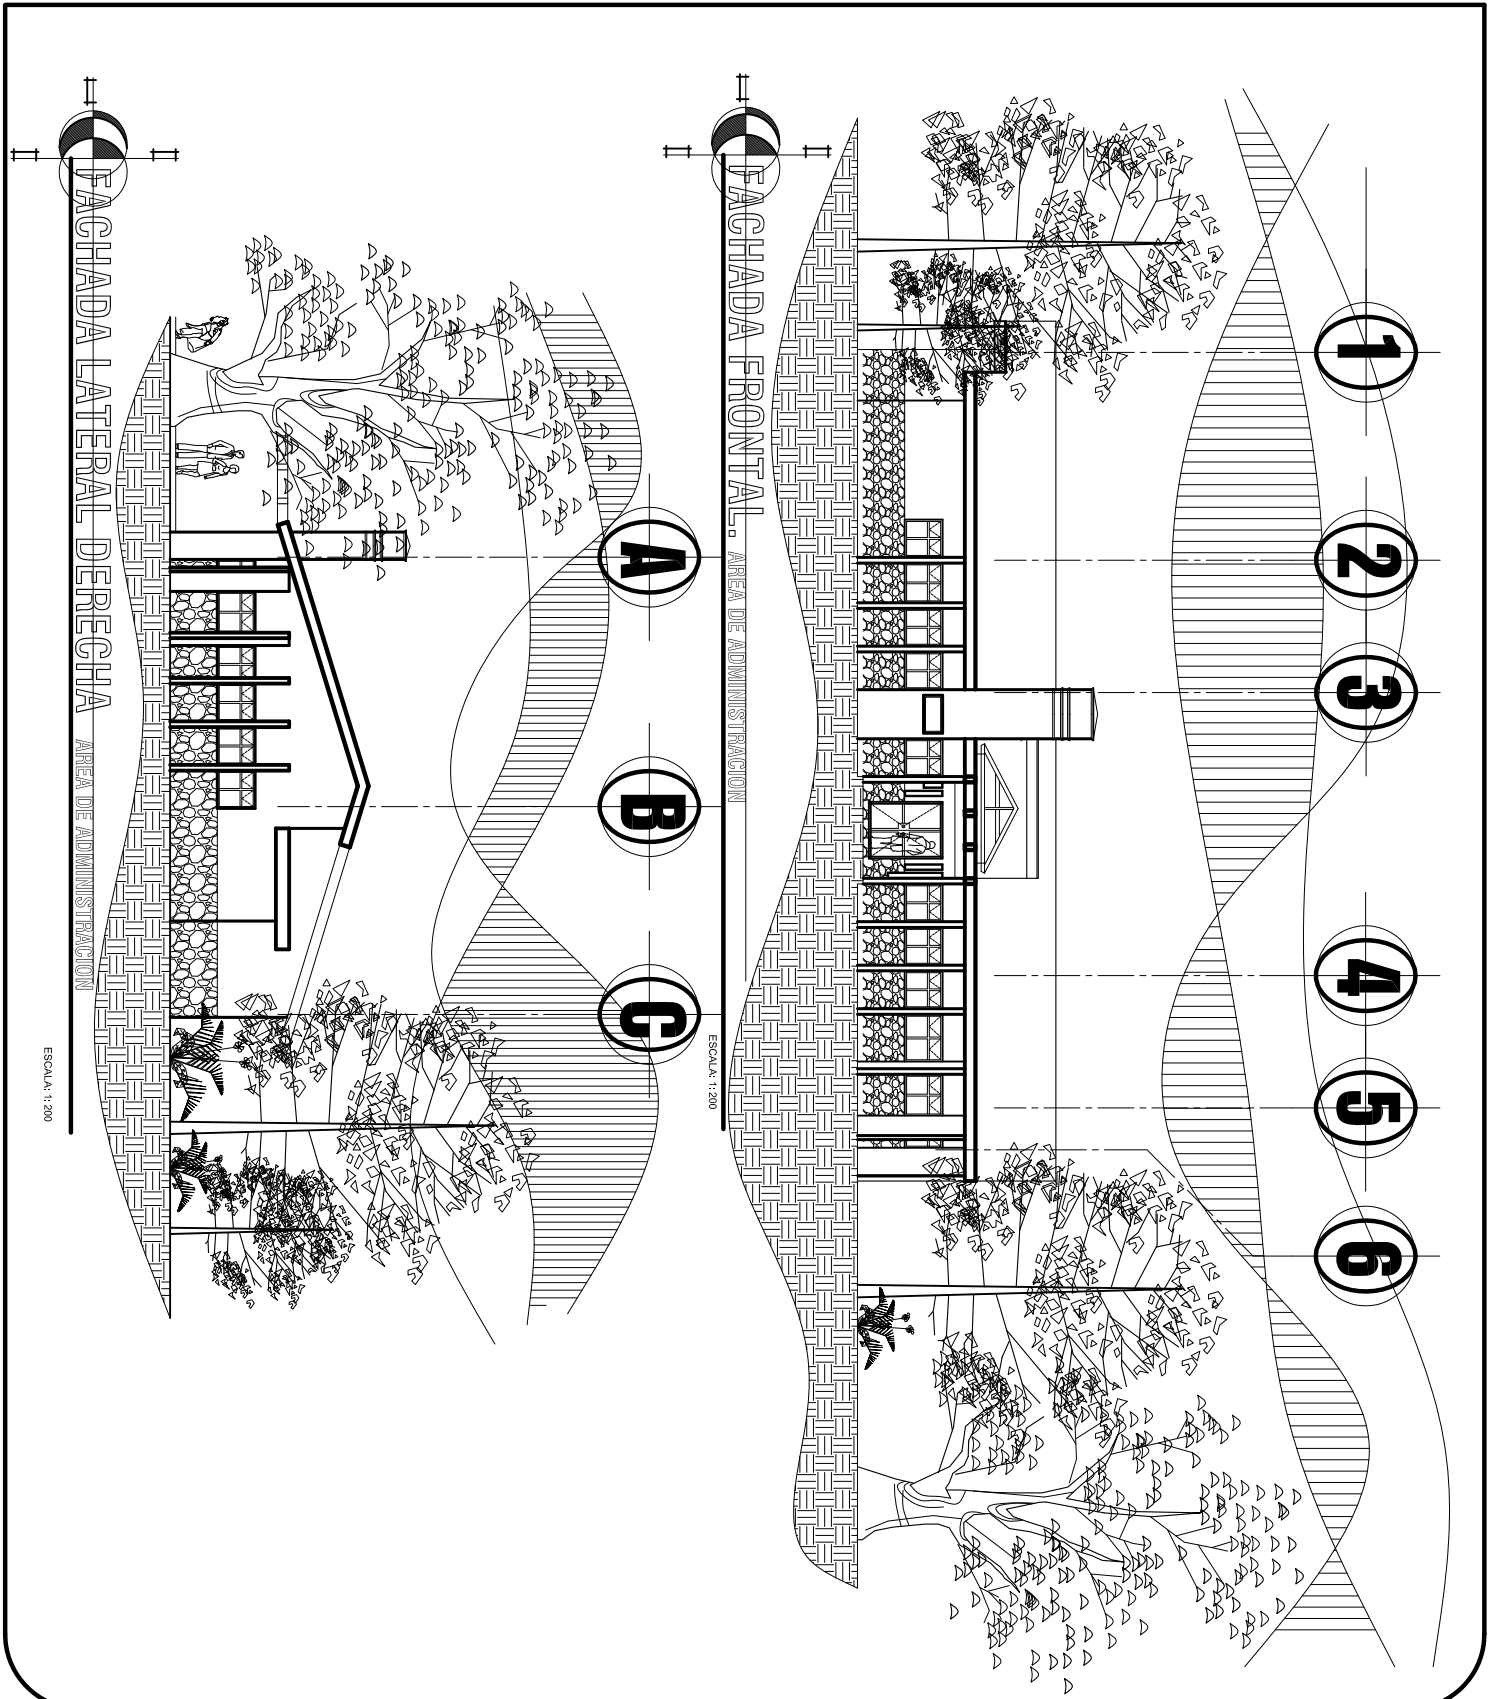 1
2
3
4
5
6
FACHADA FRONTAL. AREA DE ADMINISTRACION
ESCALA: 1: 200
A
B
C
FACHADA LATERAL DERECHA AREA DE ADMINISTRACION
ESCALA: 1: 200